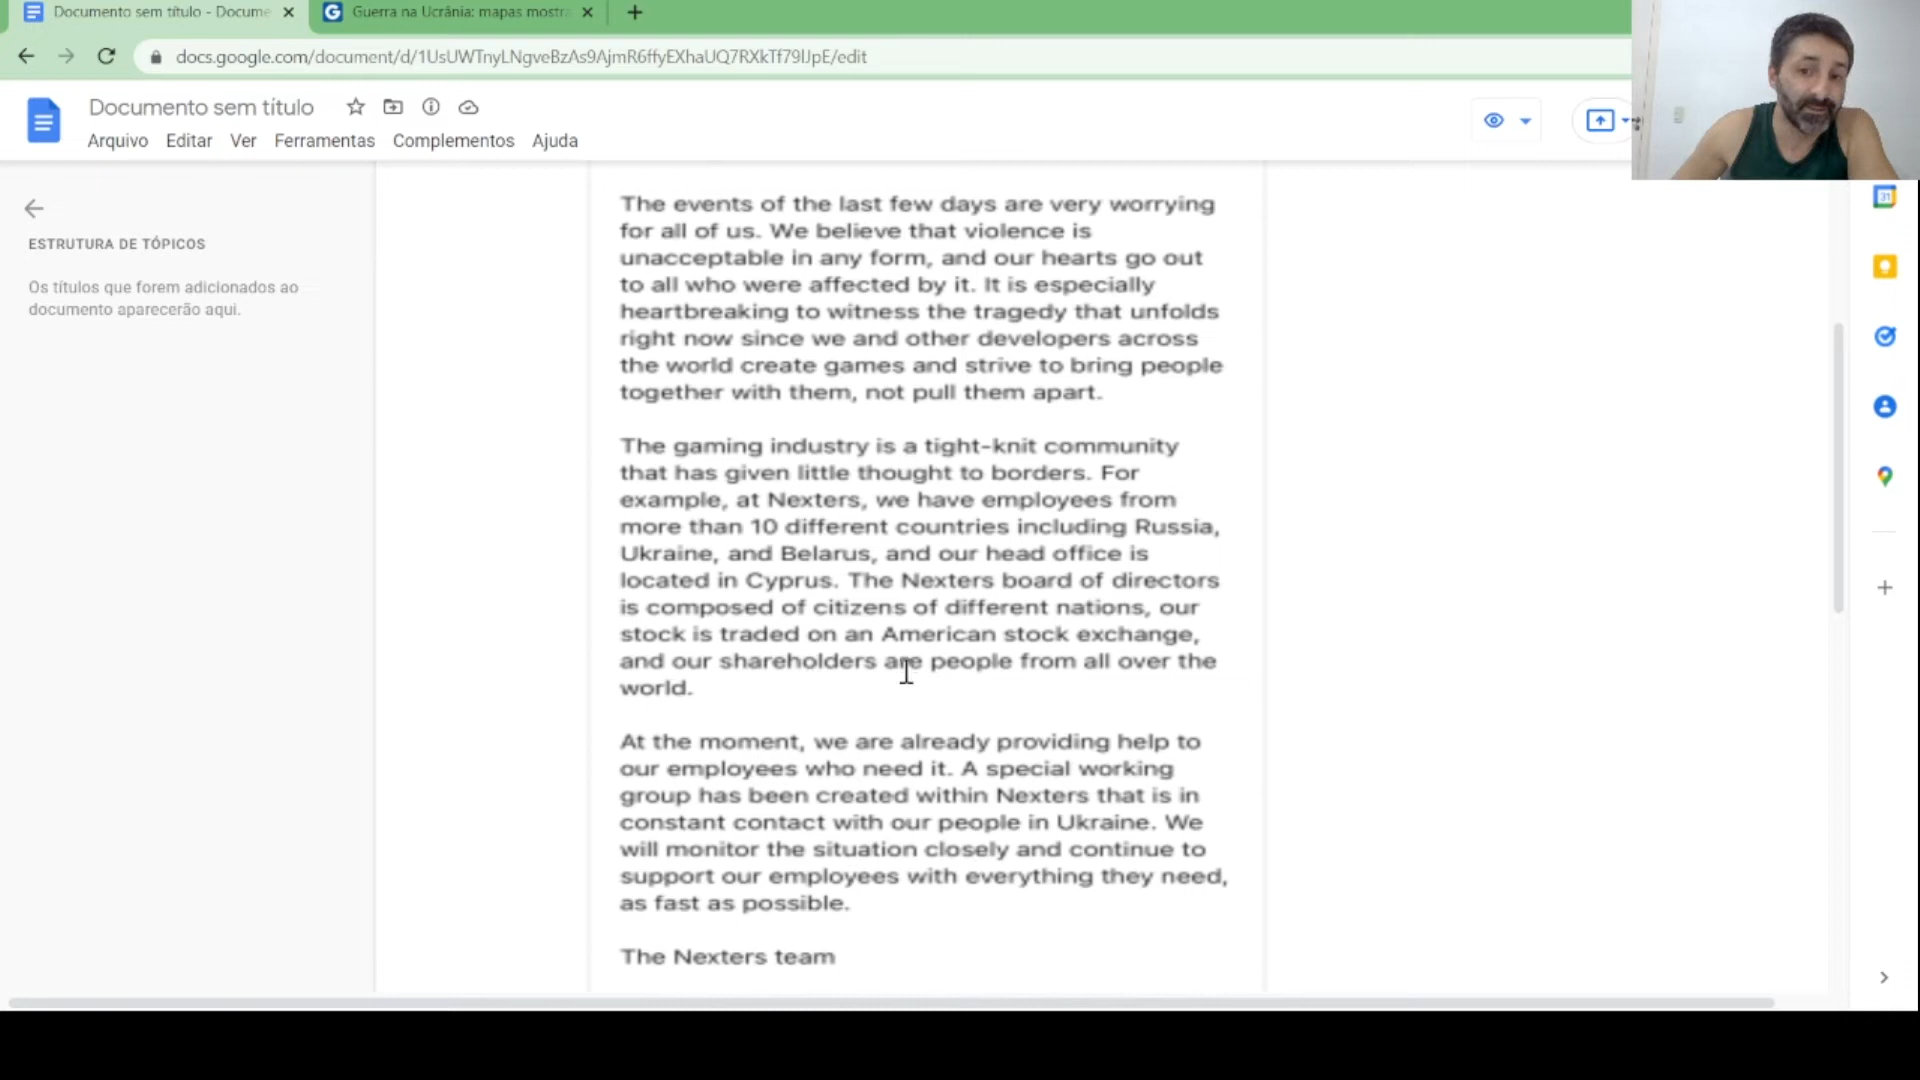 Documento sem título - Docume
Guerra na Ucrânia: mapas mostra
docs.google.com/document/d/1UsUWTnyLNgveBzAs9AjmR6ffyEXhaUQ7RXkTf79lJpE/edit
Documento sem título
Arquivo Editar Ver Ferramentas Complementos Ajuda
ESTRUTURA DE TÓPICOS
Os títulos que forem adicionados ao
documento aparecerão aqui.
The events of the last few days are very worrying
for all of us. We believe that violence is
unacceptable in any form, and our hearts go out
to all who were affected by it. It is especially
heartbreaking to witness the tragedy that unfolds
right now since we and other developers across
the world create games and strive to bring people
together with them, not pull them apart.
The gaming industry is a tight-knit community
that has given little thought to borders. For
example, at Nexters, we have employees from
more than 10 different countries including Russia,
Ukraine, and Belarus, and our head office is
located in Cyprus. The Nexters board of directors
is composed of citizens of different nations, our
stock is traded on an American stock exchange,
and our shareholders are people from all over the
world.
At the moment, we are already providing help to
our employees who need it. A special working
group has been created within Nexters that is in
constant contact with our people in Ukraine. We
will monitor the situation closely and continue to
support our employees with everything they need,
as fast as possible.
The Nexters team
31